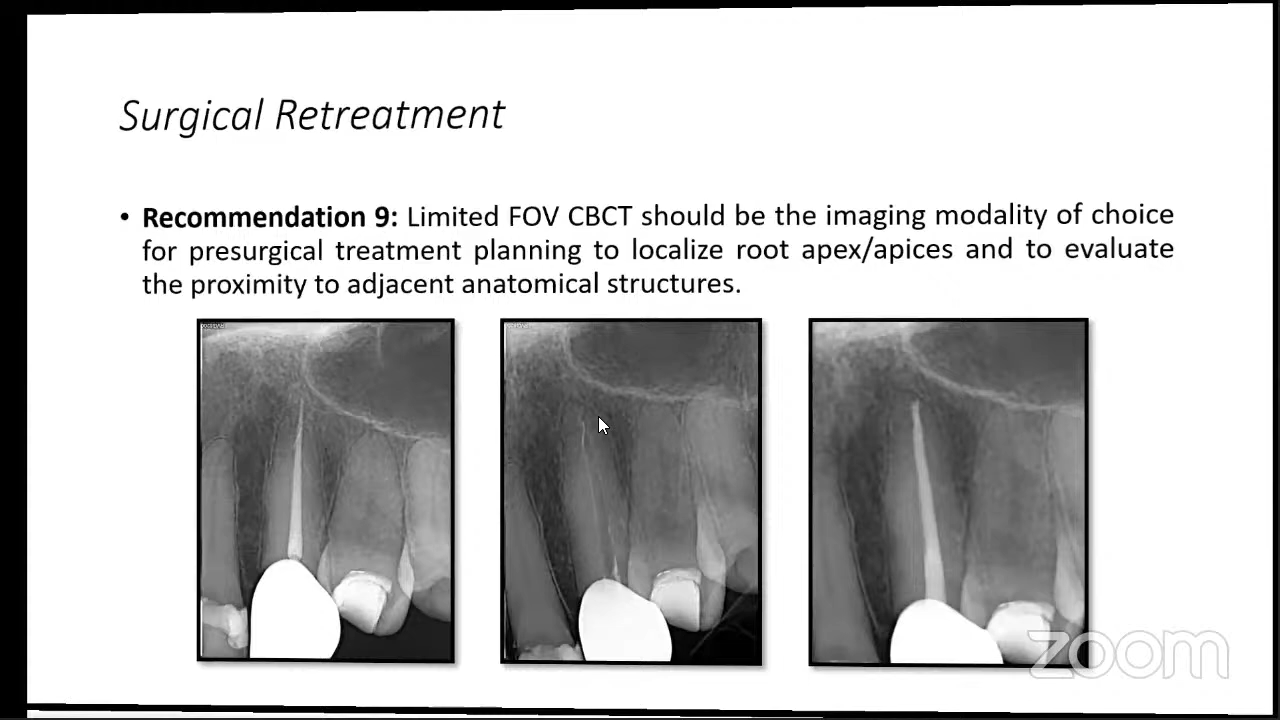 Surgical Retreatment
• Recommendation 9: Limited FOV CBCT should be the imaging modality of choice
for presurgical treatment planning to localize root apex/apices and to evaluate
the proximity to adjacent anatomical structures.
zoom